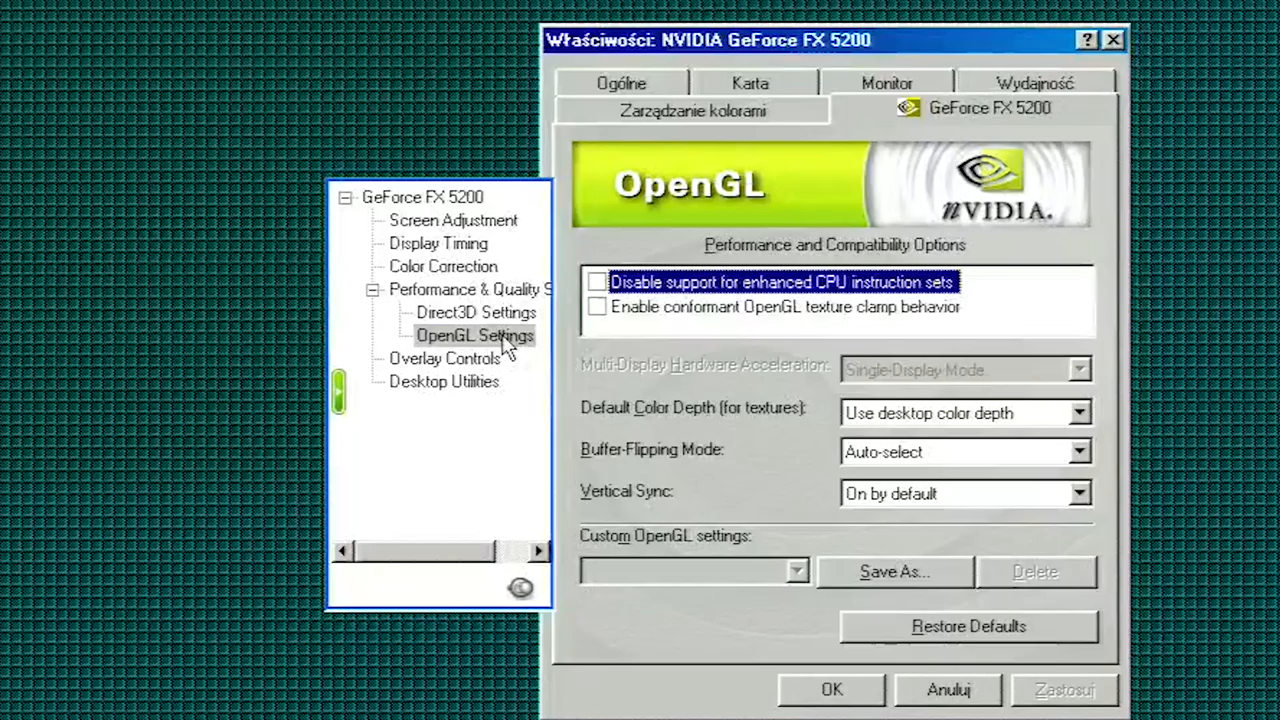 Właściwości: NVIDIA GeForce FX 5200
Ogólne
Karta
Monitor
Wydajność
Zarządzanie kolorami
GeForce FX 5200
OpenGL
nVIDIA.
GeForce FX 5200
Screen Adjustment
Display Timing
Color Correction
Performance & Quality S
Direct3D Settings
OpenGL Settings
Overlay Controls
Desktop Utilities
Performance and Compatibility Options
Disable support for enhanced CPU instruction sets
Enable conformant OpenGL texture clamp behavior
Multi-Display Hardware Acceleration: Single-Display Mode
Default Color Depth (for textures): Use desktop color depth
Buffer-Flipping Mode: Auto-select
Vertical Sync: On by default
Custom OpenGL settings:
Save As...
Delete
Restore Defaults
OK
Anuluj
Zastosuj